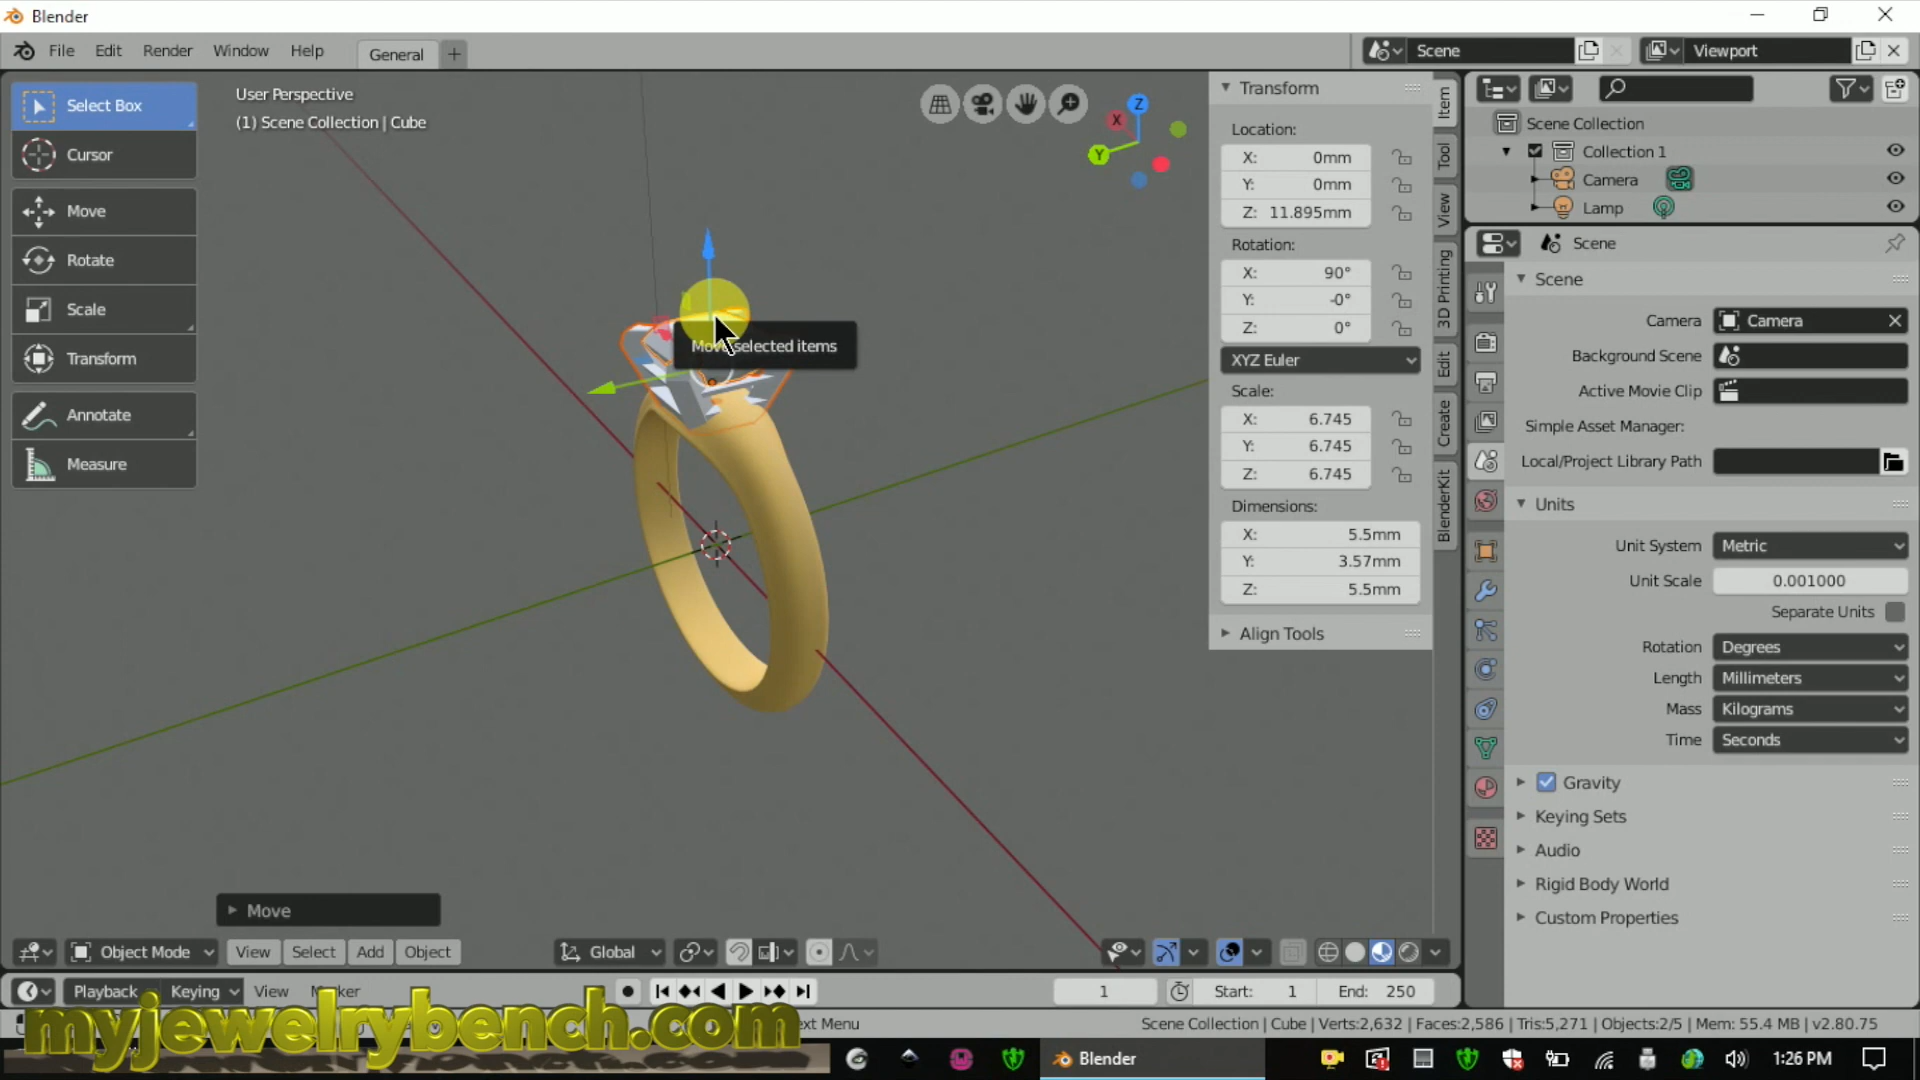 Blender
File Edit Render Window Help General + Scene Viewport
Select Box
Cursor
Move
Rotate
Scale
Transform
Annotate
Measure
User Perspective
(1) Scene Collection | Cube
Z
X
Y
Move selected items
Transform
Location:
X: 0mm
Y: 0mm
Z: 11.895mm
Rotation:
X: 90°
Y: -0°
Z: 0°
XYZ Euler
Scale:
X: 6.745
Y: 6.745
Z: 6.745
Dimensions:
X: 5.5mm
Y: 3.57mm
Z: 5.5mm
Align Tools
Item
Tool
View
3D Printing
Edit
Create
BlenderKit
Scene Collection
Collection 1
Camera
Lamp
Scene
Scene
Camera Camera
Background Scene
Active Movie Clip
Simple Asset Manager:
Local/Project Library Path
Units
Unit System Metric
Unit Scale 0.001000
Separate Units
Rotation Degrees
Length Millimeters
Mass Kilograms
Time Seconds
Gravity
Keying Sets
Audio
Rigid Body World
Custom Properties
Move
Object Mode View Select Add Object Global
Playback Keying View Marker 1 Start: 1 End: 250
myjewelrybench.com
Menu Scene Collection | Cube | Verts:2,632 | Faces:2,586 | Tris:5,271 | Objects:2/5 | Mem: 55.4 MB | v2.80.75
Blender 1:26 PM